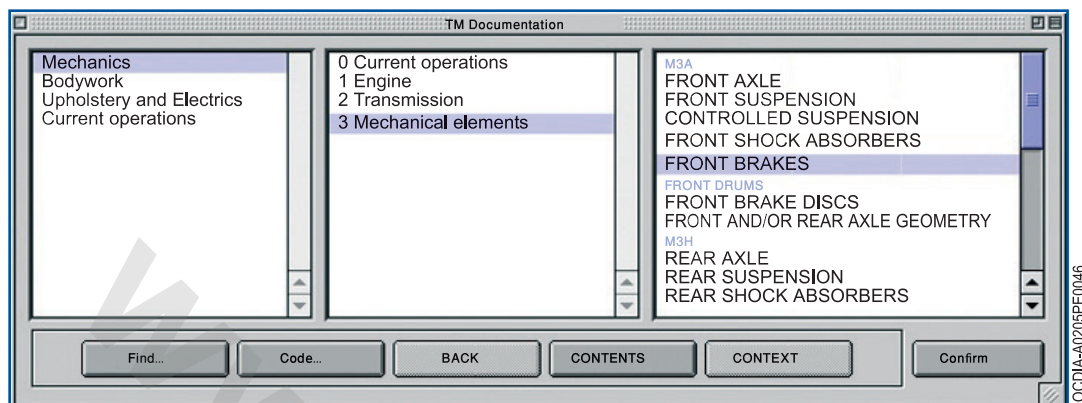 TM Documentation
Mechanics
Bodywork
Upholstery and Electrics
Current operations
0 Current operations
1 Engine
2 Transmission
3 Mechanical elements
M3A
FRONT AXLE
FRONT SUSPENSION
CONTROLLED SUSPENSION
FRONT SHOCK ABSORBERS
FRONT BRAKES
FRONT DRUMS
FRONT BRAKE DISCS
FRONT AND/OR REAR AXLE GEOMETRY
M3H
REAR AXLE
REAR SUSPENSION
REAR SHOCK ABSORBERS
Find...
Code...
BACK
CONTENTS
CONTEXT
Confirm